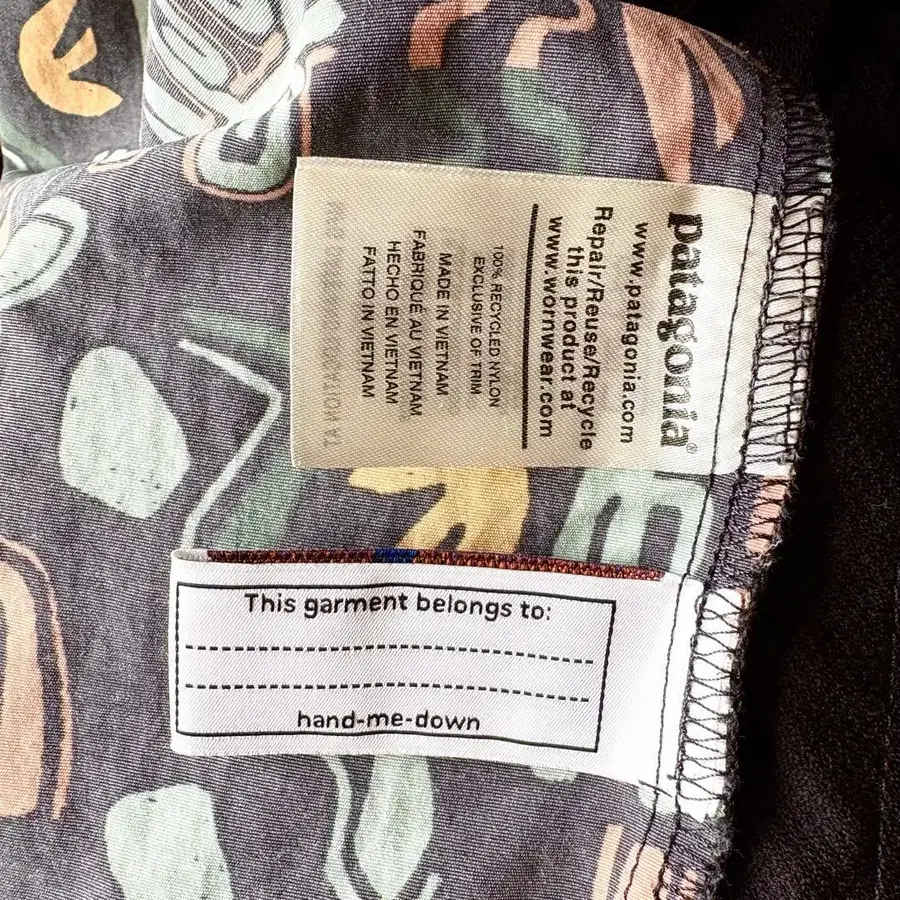 patagonia®
www.patagonia.com
Repair/Reuse/Recycle
this product at
www.wornwear.com
100% RECYCLED NYLON
EXCLUSIVE OF TRIM
MADE IN VIETNAM
FABRIQUÉ AU VIETNAM
HECHO EN VIETNAM
FATTO IN VIETNAM
This garment belongs to:
hand-me-down